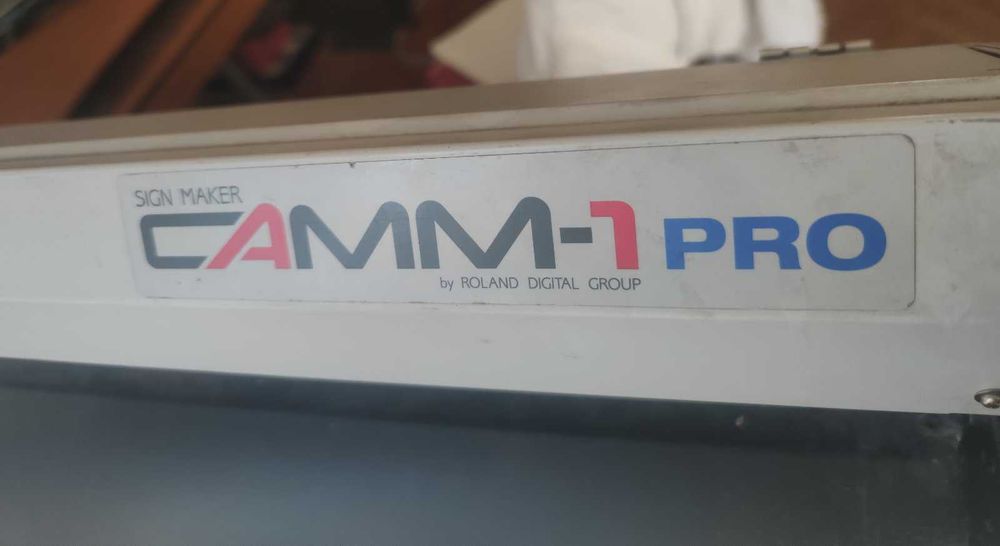 SIGN MAKER
CAMM-1 PRO
by ROLAND DIGITAL GROUP